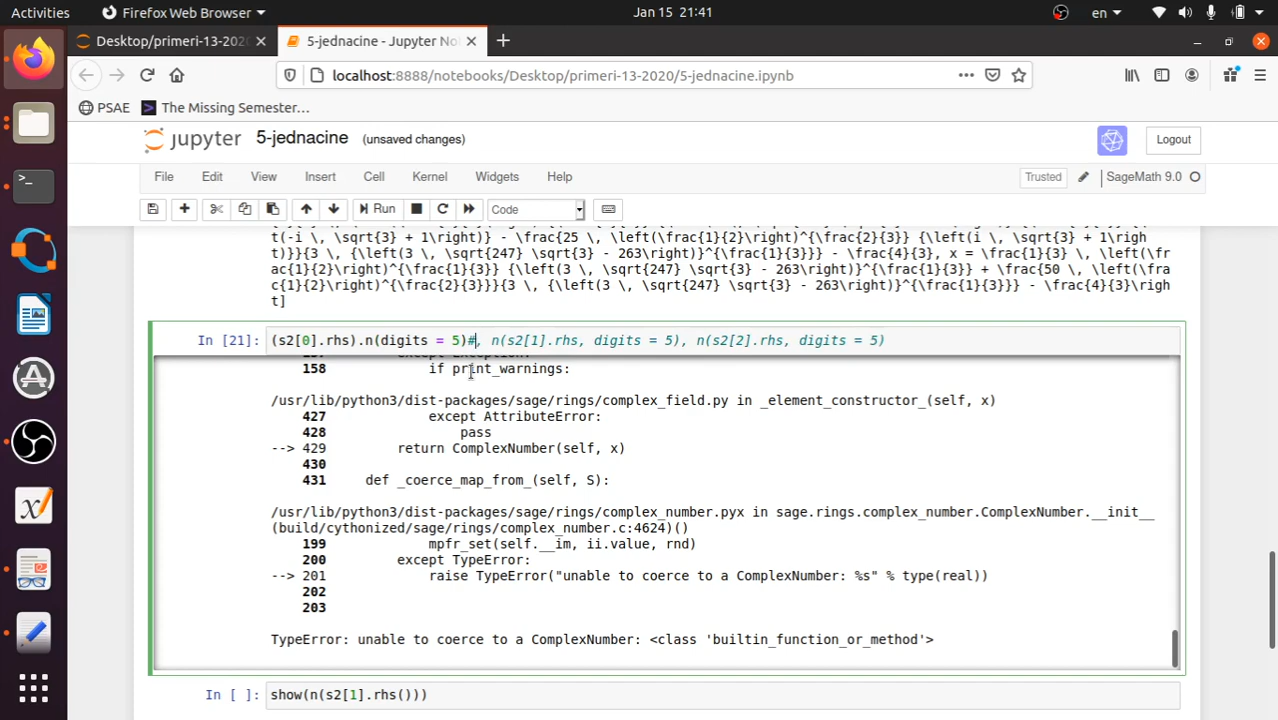 Activities
Firefox Web Browser
Jan 15 21:41
en
Desktop/primeri-13-202
5-jednacine - Jupyter No
localhost:8888/notebooks/Desktop/primeri-13-2020/5-jednacine.ipynb
PSAE
The Missing Semester…
jupyter
5-jednacine
(unsaved changes)
Logout
File Edit View Insert Cell Kernel Widgets Help
Trusted
SageMath 9.0
Run
Code
t(-i \, \sqrt{3} + 1\right)} - \frac{25 \, \left(\frac{1}{2}\right)^{\frac{2}{3}} {\left(i \, \sqrt{3} + 1\righ
t)}}{3 \, {\left(3 \, \sqrt{247} \sqrt{3} - 263\right)}^{\frac{1}{3}}} - \frac{4}{3}, x = \frac{1}{3} \, \left(\fr
ac{1}{2}\right)^{\frac{1}{3}} {\left(3 \, \sqrt{247} \sqrt{3} - 263\right)}^{\frac{1}{3}} + \frac{50 \, \left(\fra
c{1}{2}\right)^{\frac{2}{3}}}{3 \, {\left(3 \, \sqrt{247} \sqrt{3} - 263\right)}^{\frac{1}{3}}} - \frac{4}{3}\righ
t]
In [21]: (s2[0].rhs).n(digits = 5)#, n(s2[1].rhs, digits = 5), n(s2[2].rhs, digits = 5)
except Exception:
158 if print_warnings:
/usr/lib/python3/dist-packages/sage/rings/complex_field.py in _element_constructor_(self, x)
427 except AttributeError:
428 pass
--> 429 return ComplexNumber(self, x)
430
431 def _coerce_map_from_(self, S):
/usr/lib/python3/dist-packages/sage/rings/complex_number.pyx in sage.rings.complex_number.ComplexNumber.__init__
(build/cythonized/sage/rings/complex_number.c:4624)()
199 mpfr_set(self.__im, ii.value, rnd)
200 except TypeError:
--> 201 raise TypeError("unable to coerce to a ComplexNumber: %s" % type(real))
202
203
TypeError: unable to coerce to a ComplexNumber: <class 'builtin_function_or_method'>
In [ ]: show(n(s2[1].rhs()))